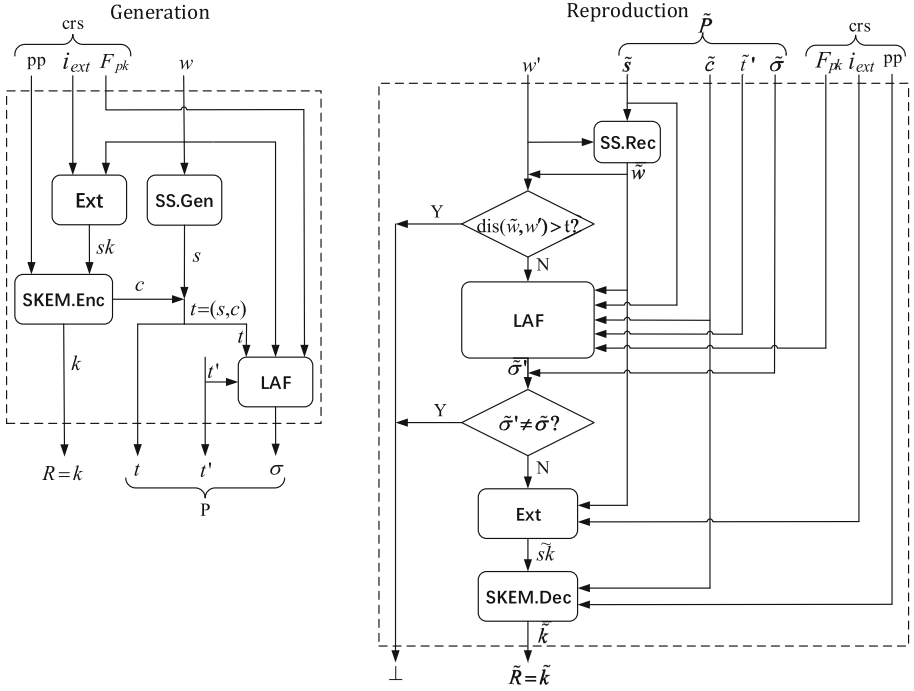 Generation
crs
pp i_ext F_pk w
Ext
SS.Gen
sk
s
SKEM.Enc
c
t=(s,c)
t
k
t'
LAF
R=k
t
t'
σ
P
Reproduction
P̃
crs
w' s̃ c̃ t̃' σ̃ F_pk i_ext pp
SS.Rec
w̃
Y
dis(w̃,w')>t?
N
LAF
σ̃'
Y
σ̃'≠σ̃?
N
Ext
s̃k
SKEM.Dec
k̃
⊥
R̃=k̃